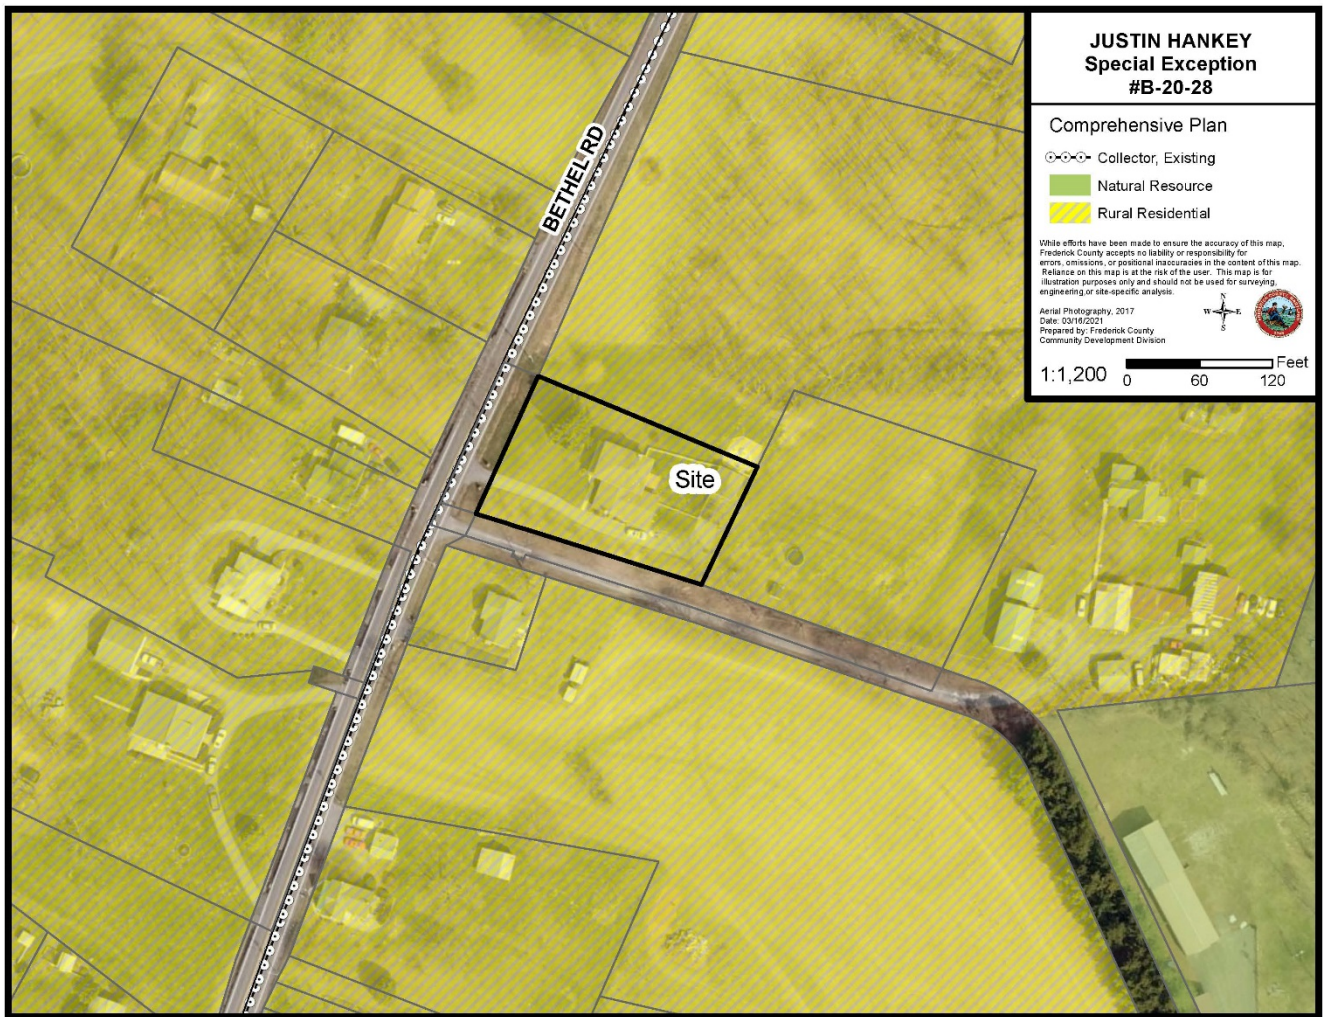 JUSTIN HANKEY
Special Exception
#B-20-28
Comprehensive Plan
Collector, Existing
Natural Resource
Rural Residential
While efforts have been made to ensure the accuracy of this map,
Frederick County accepts no liability or responsibility for
errors, omissions, or positional inaccuracies in the content of this map.
Reliance on this map is at the risk of the user. This map is for
illustration purposes only and should not be used for surveying,
engineering,or site-specific analysis.
Aerial Photography, 2017
Date: 03/16/2021
Prepared by: Frederick County
Community Development Division
N
W E
S
1:1,200
Feet
0 60 120
BETHEL RD
Site